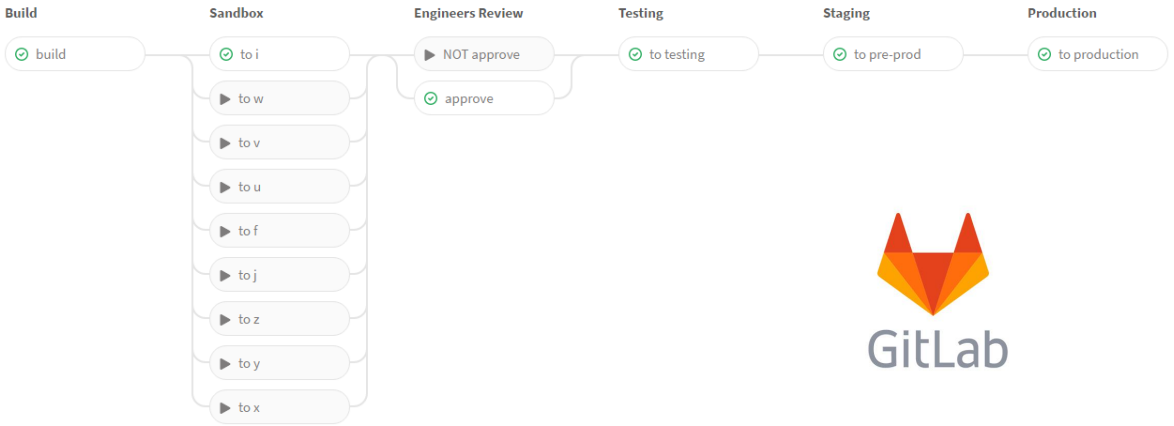 Build
Sandbox
Engineers Review
Testing
Staging
Production
build
to i
NOT approve
to testing
to pre-prod
to production
to w
approve
to v
to u
to f
to j
to z
to y
to x
GitLab